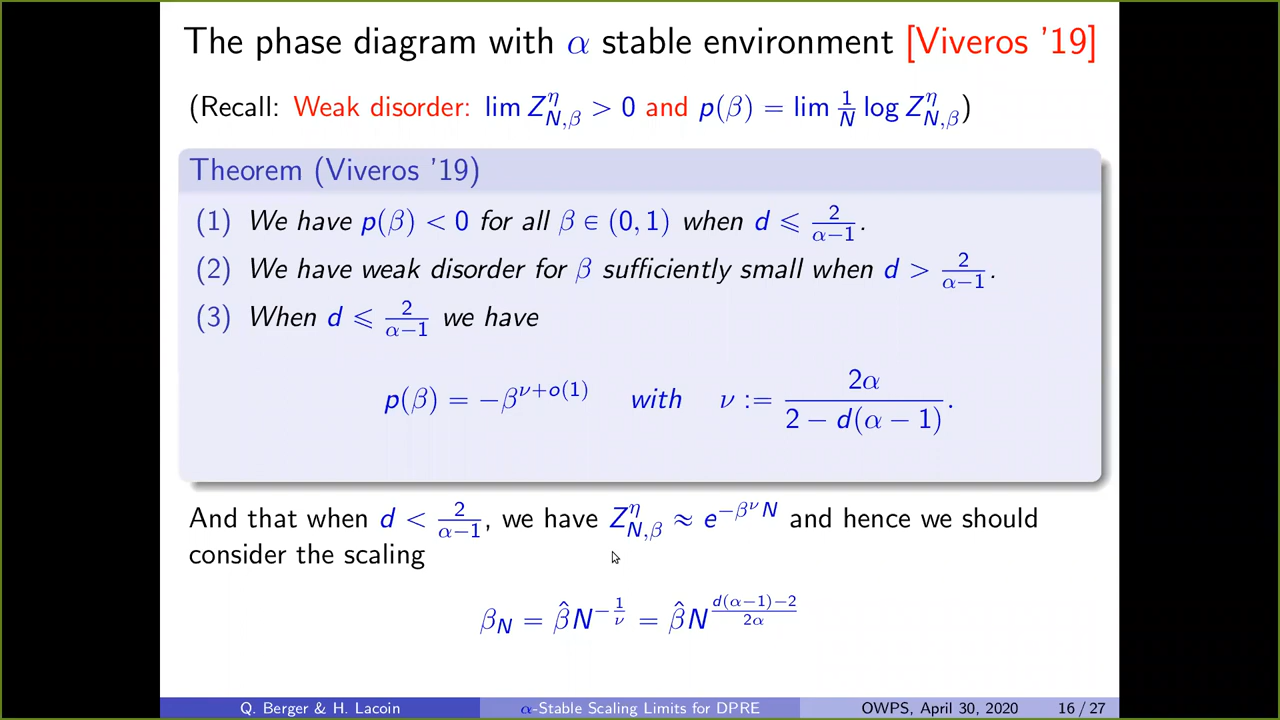 The phase diagram with α stable environment [Viveros '19]
(Recall: Weak disorder: lim Z^η_{N,β} > 0 and p(β) = lim 1/N log Z^η_{N,β})
Theorem (Viveros '19)
(1) We have p(β) < 0 for all β ∈ (0, 1) when d ⩽ 2/(α−1).
(2) We have weak disorder for β sufficiently small when d > 2/(α−1).
(3) When d ⩽ 2/(α−1) we have
p(β) = −β^{ν+o(1)} with ν := 2α/(2 − d(α − 1)).
And that when d < 2/(α−1), we have Z^η_{N,β} ≈ e^{−β^ν N} and hence we should
consider the scaling
β_N = β̂N^{−1/ν} = β̂N^{(d(α−1)−2)/2α}
Q. Berger & H. Lacoin α-Stable Scaling Limits for DPRE OWPS, April 30, 2020 16 / 27